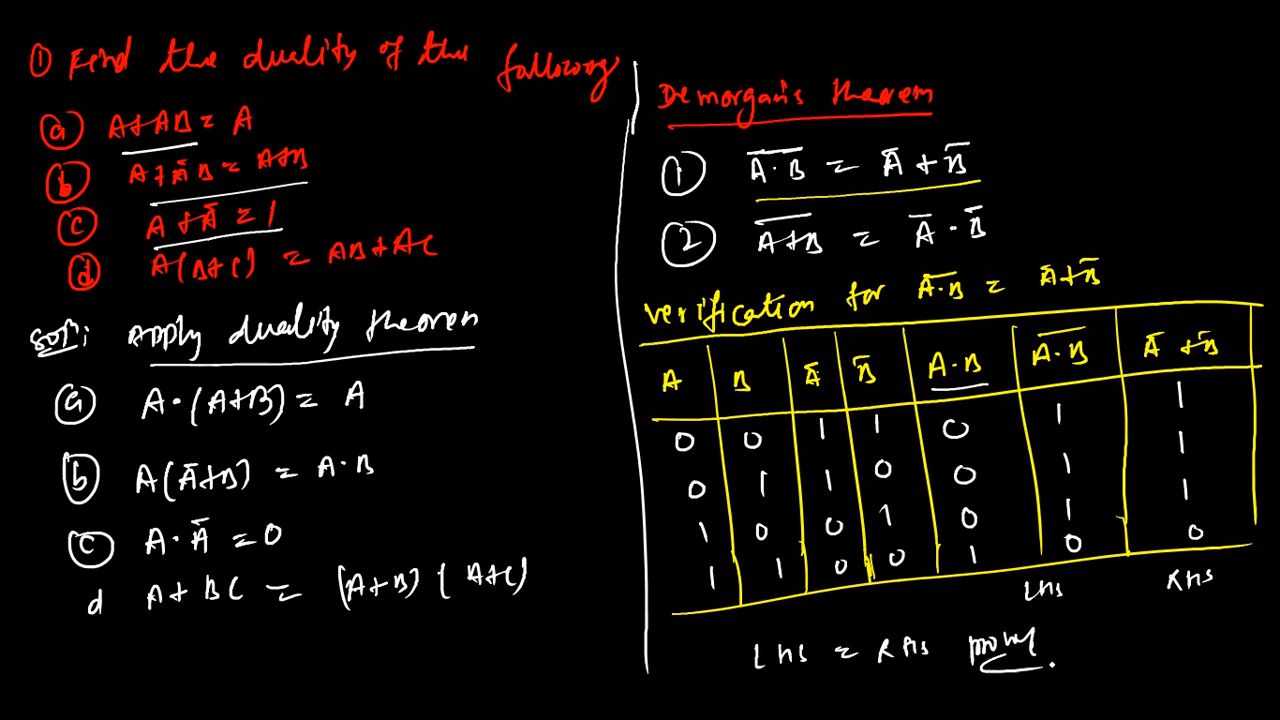 ① Find the duality of the following
ⓐ A+AB = A
ⓑ A+ĀB = A+B
ⓒ A+Ā = 1
ⓓ A(B+C) = AB+AC
Soln: Apply duality theorem
ⓐ A·(A+B) = A
ⓑ A(Ā+B) = A·B
ⓒ A·Ā = 0
d A+BC = (A+B)(A+C)
Demorgan's theorem
① A̅·̅B̅ = Ā + B̅
② A̅+̅B̅ = Ā · B̅
Verification for A̅·̅B̅ = Ā+B̅
A B Ā B̅ A·B A̅·̅B̅ Ā+B̅
0 0 1 1 0 1 1
0 1 1 0 0 1 1
1 0 0 1 0 1 1
1 1 0 0 1 0 0
LHS RHS
LHS = RHS